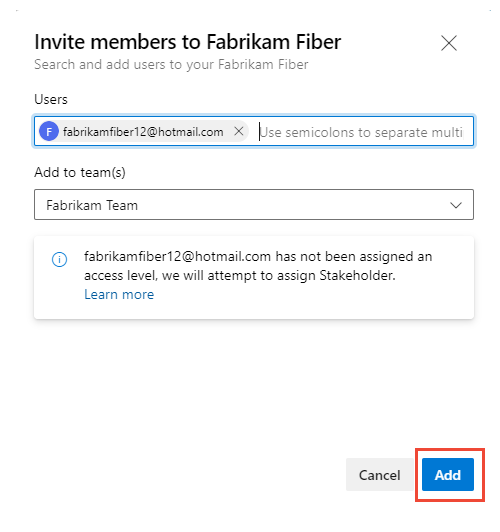 Invite members to Fabrikam Fiber
Search and add users to your Fabrikam Fiber
Users
F fabrikamfiber12@hotmail.com Use semicolons to separate multi
Add to team(s)
Fabrikam Team
fabrikamfiber12@hotmail.com has not been assigned an
access level, we will attempt to assign Stakeholder.
Learn more
Cancel Add